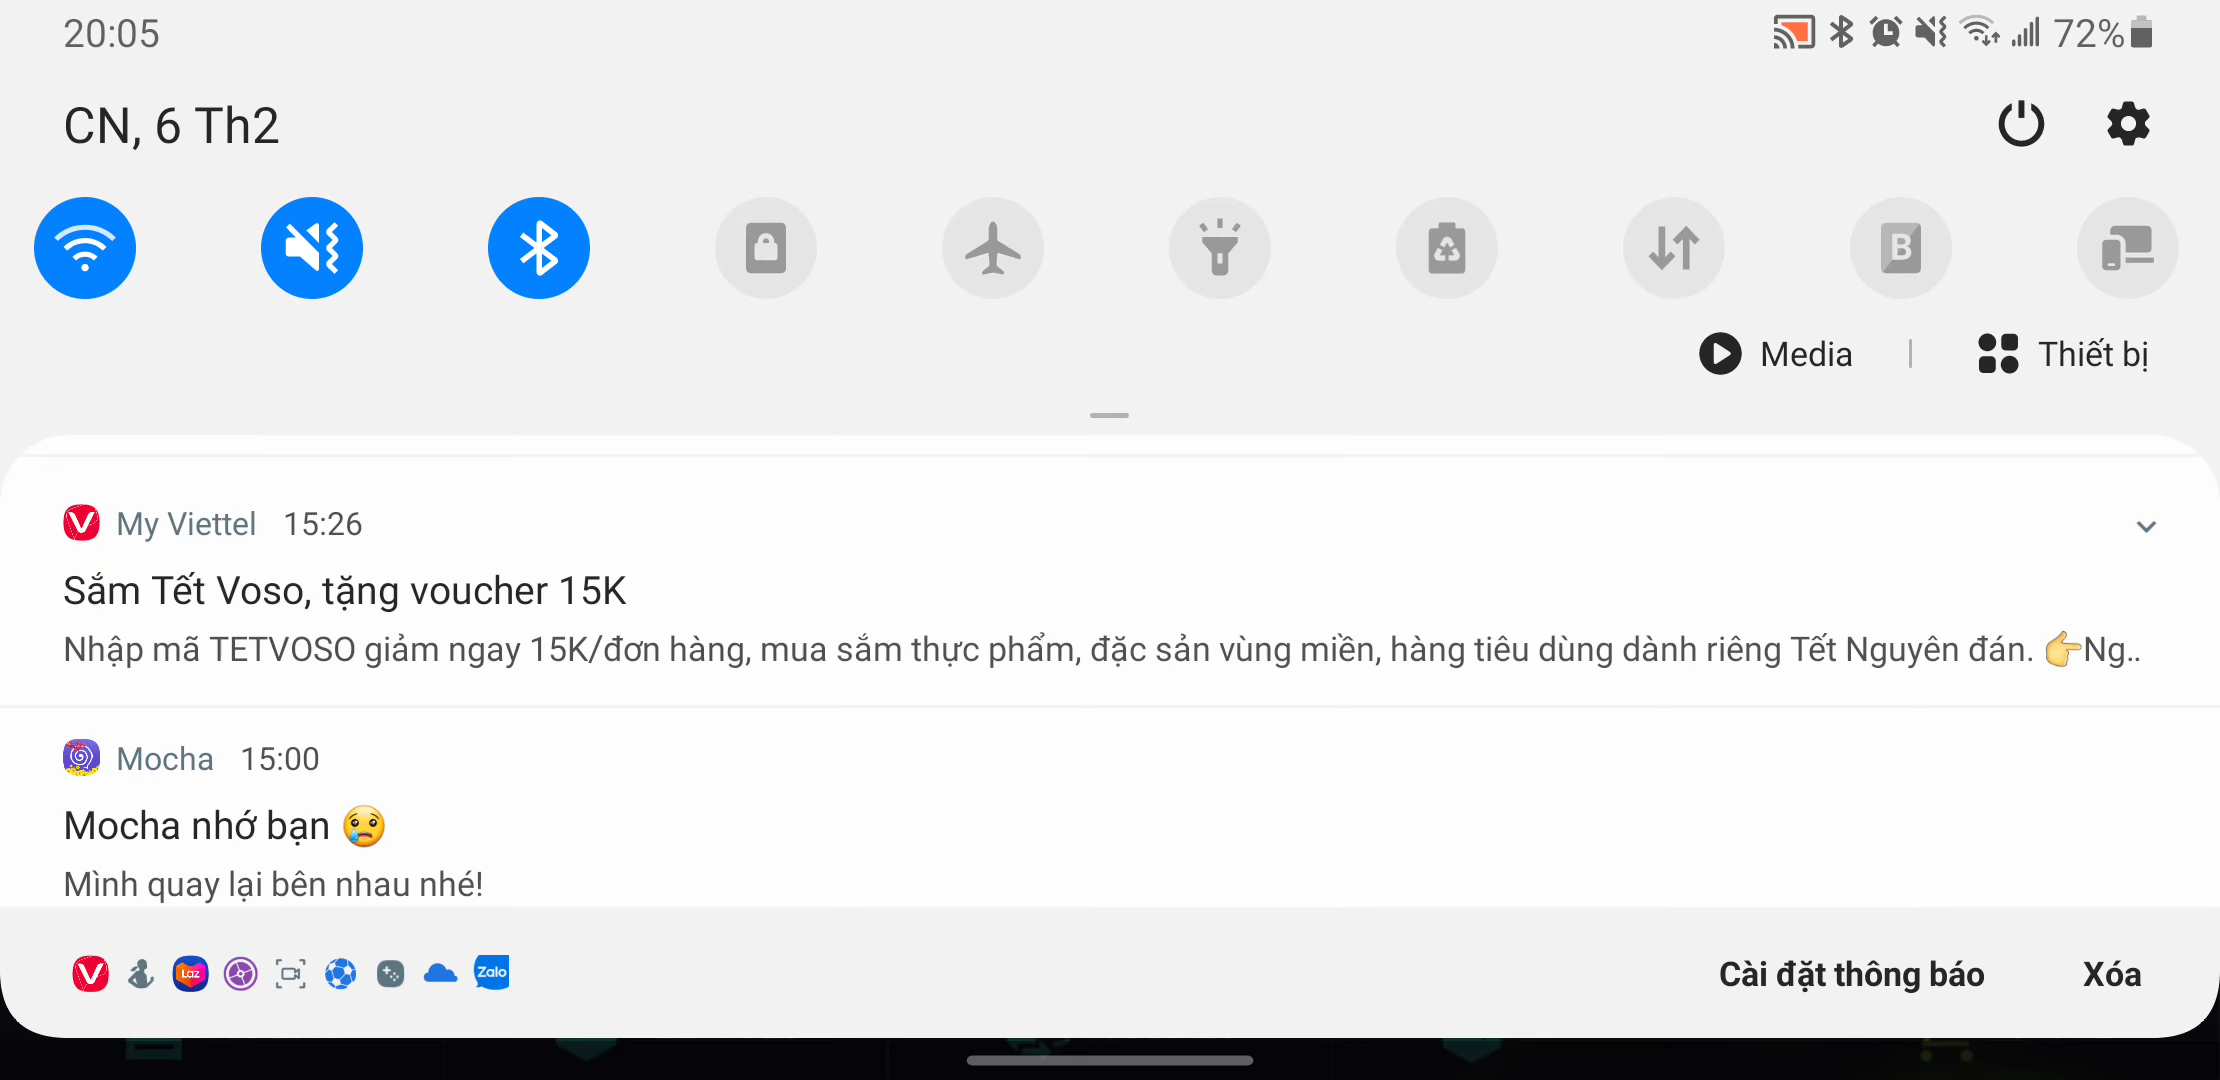 20:05
72%
CN, 6 Th2
B
Media
Thiết bị
My Viettel 15:26
Sắm Tết Voso, tặng voucher 15K
Nhập mã TETVOSO giảm ngay 15K/đơn hàng, mua sắm thực phẩm, đặc sản vùng miền, hàng tiêu dùng dành riêng Tết Nguyên đán. 👉Ng..
Mocha 15:00
Mocha nhớ bạn 😢
Mình quay lại bên nhau nhé!
Laz
Zalo
Cài đặt thông báo
Xóa